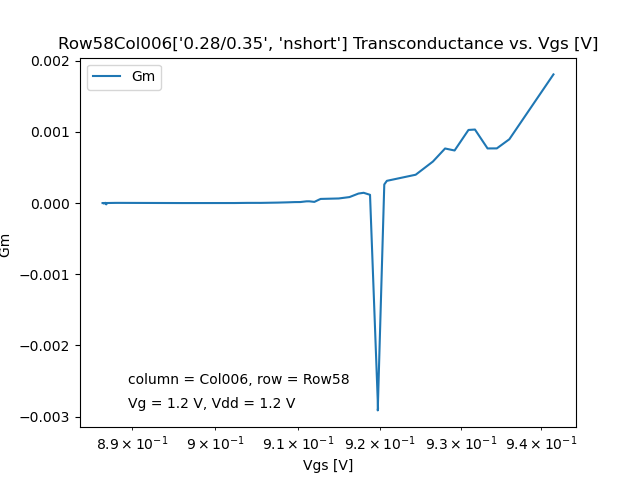 Row58Col006['0.28/0.35', 'nshort'] Transconductance vs. Vgs [V]
Gm
0.002
0.001
0.000
−0.001
−0.002
−0.003
Gm
column = Col006, row = Row58
Vg = 1.2 V, Vdd = 1.2 V
8.9 × 10⁻¹ 9 × 10⁻¹ 9.1 × 10⁻¹ 9.2 × 10⁻¹ 9.3 × 10⁻¹ 9.4 × 10⁻¹
Vgs [V]